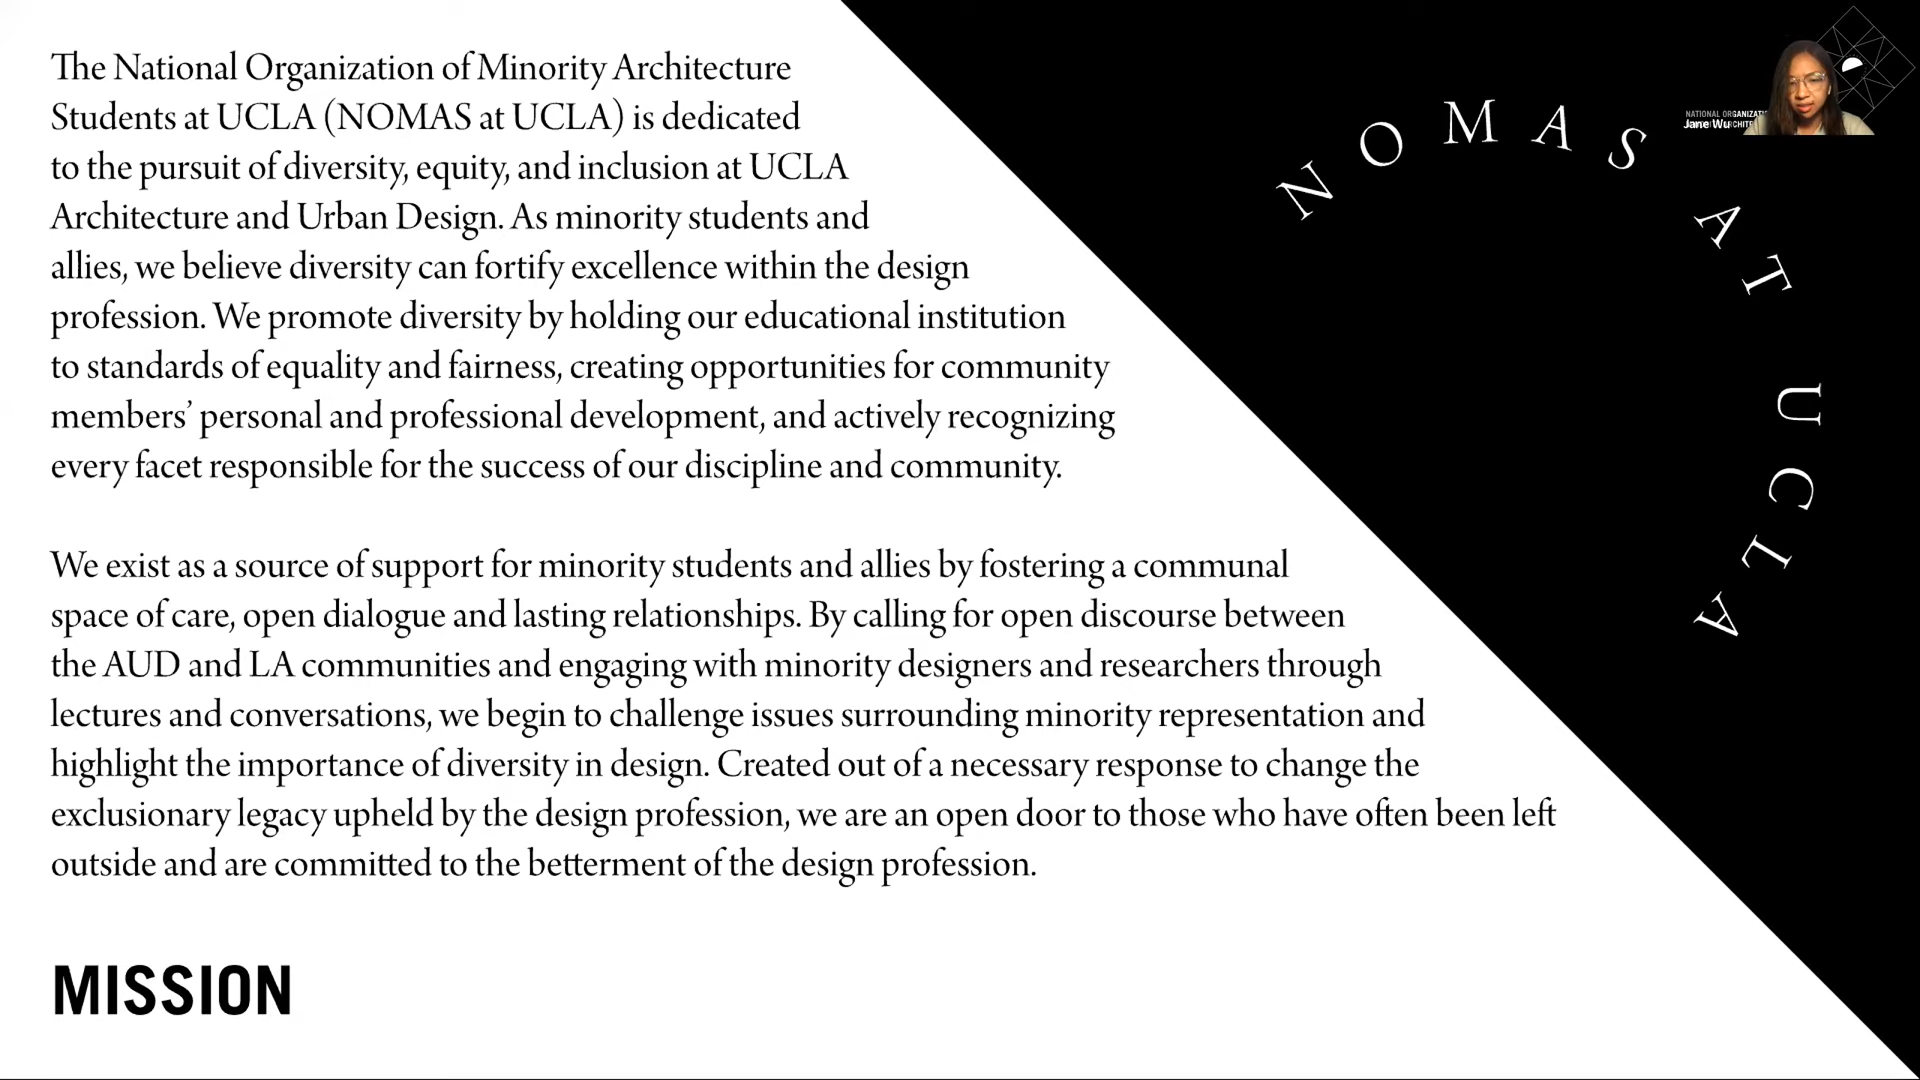 The National Organization of Minority Architecture
Students at UCLA (NOMAS at UCLA) is dedicated
to the pursuit of diversity, equity, and inclusion at UCLA
Architecture and Urban Design. As minority students and
allies, we believe diversity can fortify excellence within the design
profession. We promote diversity by holding our educational institution
to standards of equality and fairness, creating opportunities for community
members’ personal and professional development, and actively recognizing
every facet responsible for the success of our discipline and community.
We exist as a source of support for minority students and allies by fostering a communal
space of care, open dialogue and lasting relationships. By calling for open discourse between
the AUD and LA communities and engaging with minority designers and researchers through
lectures and conversations, we begin to challenge issues surrounding minority representation and
highlight the importance of diversity in design. Created out of a necessary response to change the
exclusionary legacy upheld by the design profession, we are an open door to those who have often been left
outside and are committed to the betterment of the design profession.
MISSION
NOMAS AT UCLA
NATIONAL
Jane Wu